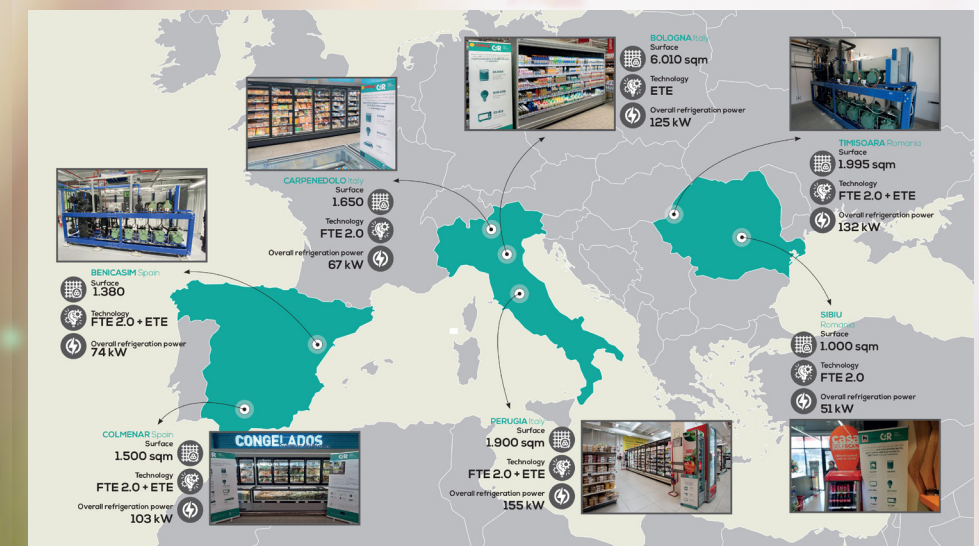 BOLOGNA Italy
Surface
6.010 sqm
Technology
ETE
Overall refrigeration power
125 kW
TIMISOARA Romania
Surface
1.995 sqm
Technology
FTE 2.0 + ETE
Overall refrigeration power
132 kW
CARPENEDOLO Italy
Surface
1.650
Technology
FTE 2.0
Overall refrigeration power
67 kW
BENICASIM Spain
Surface
1.380
Technology
FTE 2.0 + ETE
Overall refrigeration power
74 kW
SIBIU
Romania
Surface
1.000 sqm
Technology
FTE 2.0
Overall refrigeration power
51 kW
COLMENAR Spain
Surface
1.500 sqm
Technology
FTE 2.0 + ETE
Overall refrigeration power
103 kW
CONGELADOS
PERUGIA Italy
Surface
1.900 sqm
Technology
FTE 2.0 + ETE
Overall refrigeration power
155 kW
casa